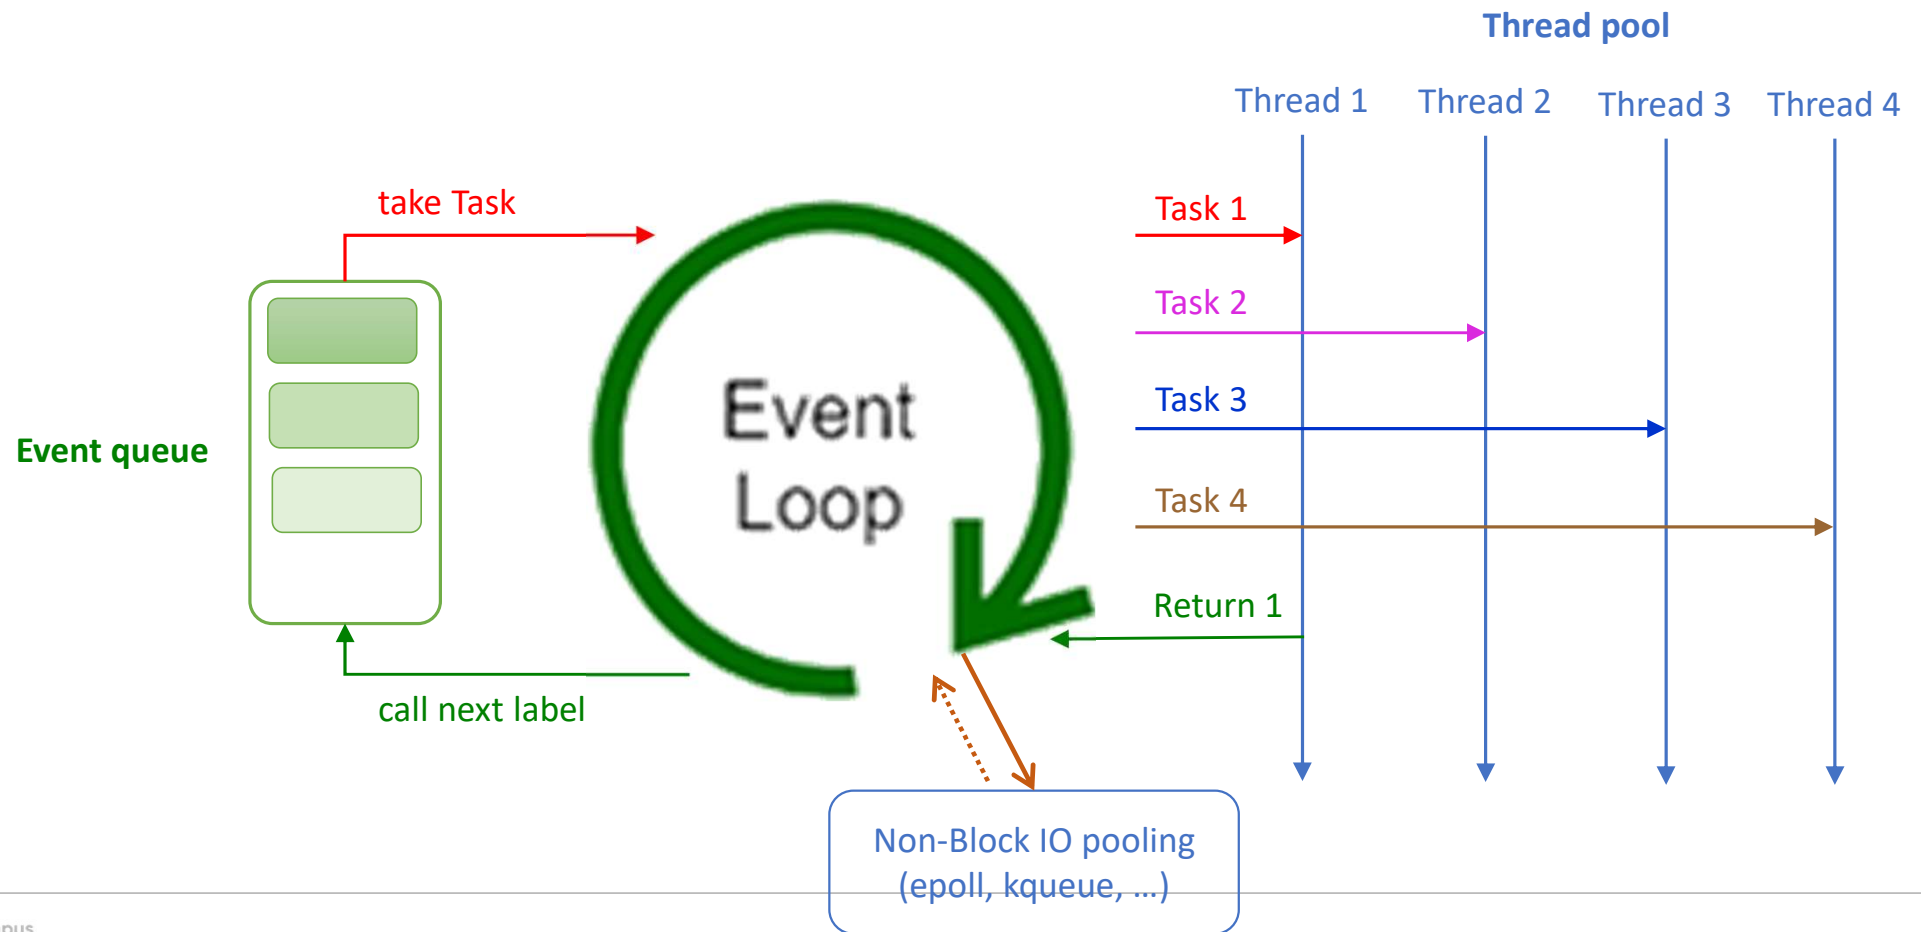 Thread pool
Thread 1
Thread 2
Thread 3
Thread 4
take Task
Task 1
Task 2
Task 3
Task 4
Event
Loop
Event queue
Return 1
call next label
Non-Block IO pooling
(epoll, kqueue, ...)